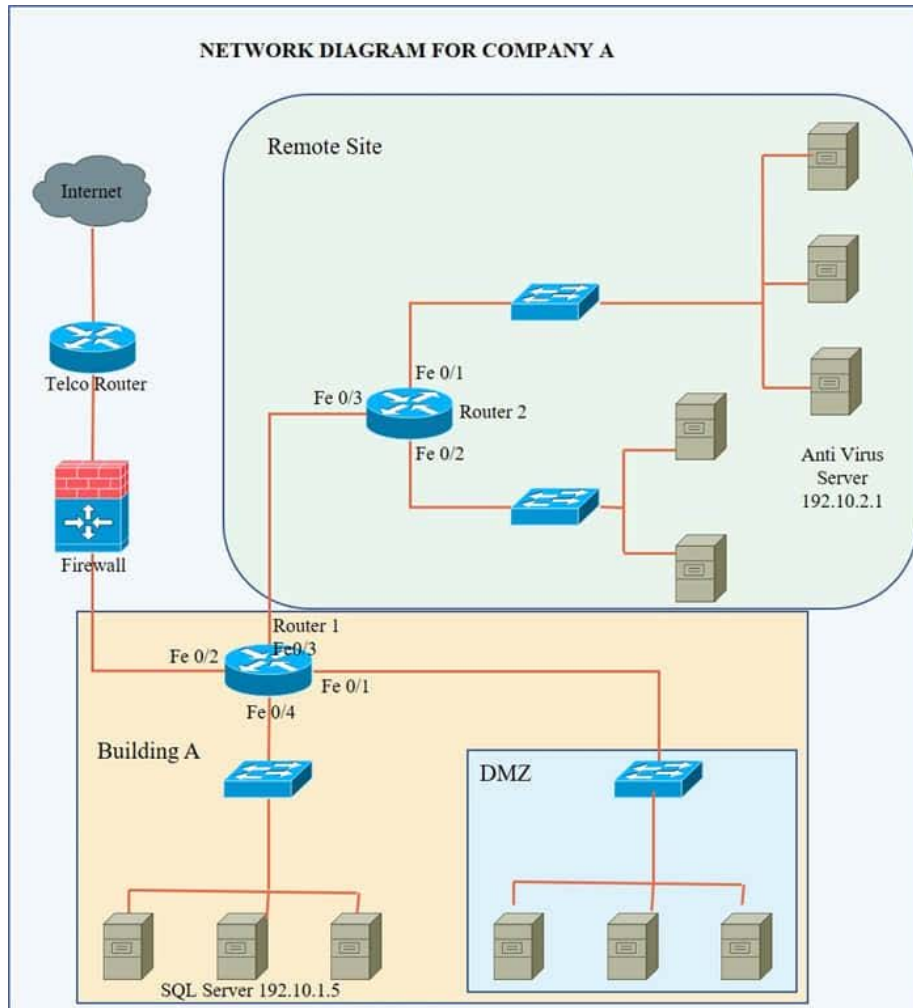 NETWORK DIAGRAM FOR COMPANY A
Remote Site
Internet
Telco Router
Fe 0/1
Fe 0/3
Router 2
Fe 0/2
Anti Virus
Server
192.10.2.1
Firewall
Router 1
Fe0/3
Fe 0/2
Fe 0/1
Fe 0/4
Building A
DMZ
SQL Server 192.10.1.5